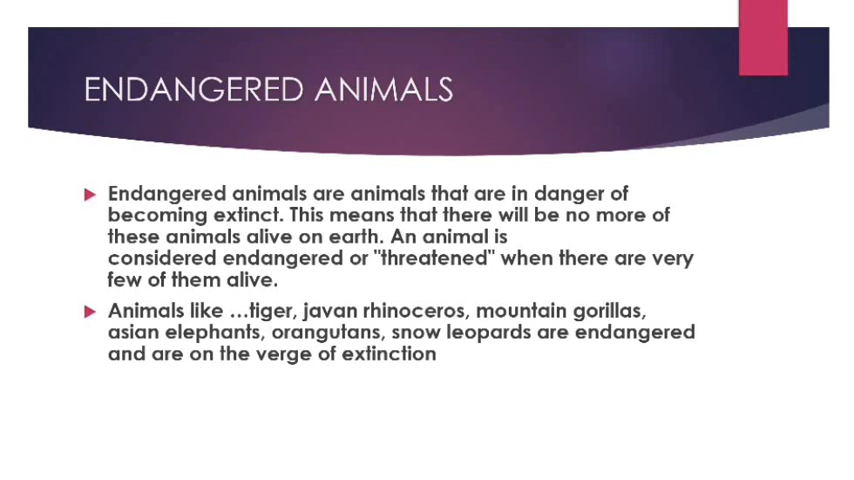 ENDANGERED ANIMALS
Endangered animals are animals that are in danger of
becoming extinct. This means that there will be no more of
these animals alive on earth. An animal is
considered endangered or "threatened" when there are very
few of them alive.
Animals like …tiger, javan rhinoceros, mountain gorillas,
asian elephants, orangutans, snow leopards are endangered
and are on the verge of extinction